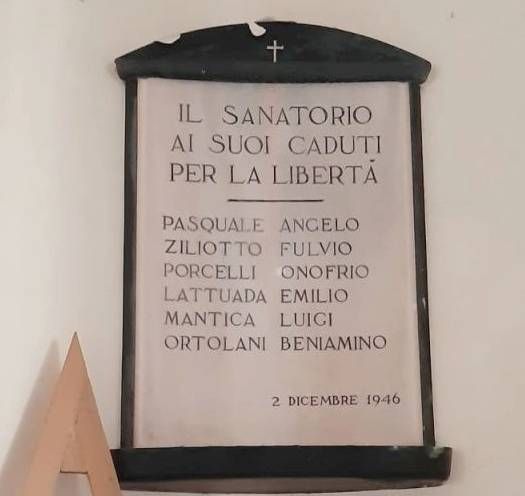 IL SANATORIO
AI SUOI CADUTI
PER LA LIBERTÀ
PASQUALE ANGELO
ZILIOTTO FULVIO
PORCELLI ONOFRIO
LATTUADA EMILIO
MANTICA LUIGI
ORTOLANI BENIAMINO
2 DICEMBRE 1946